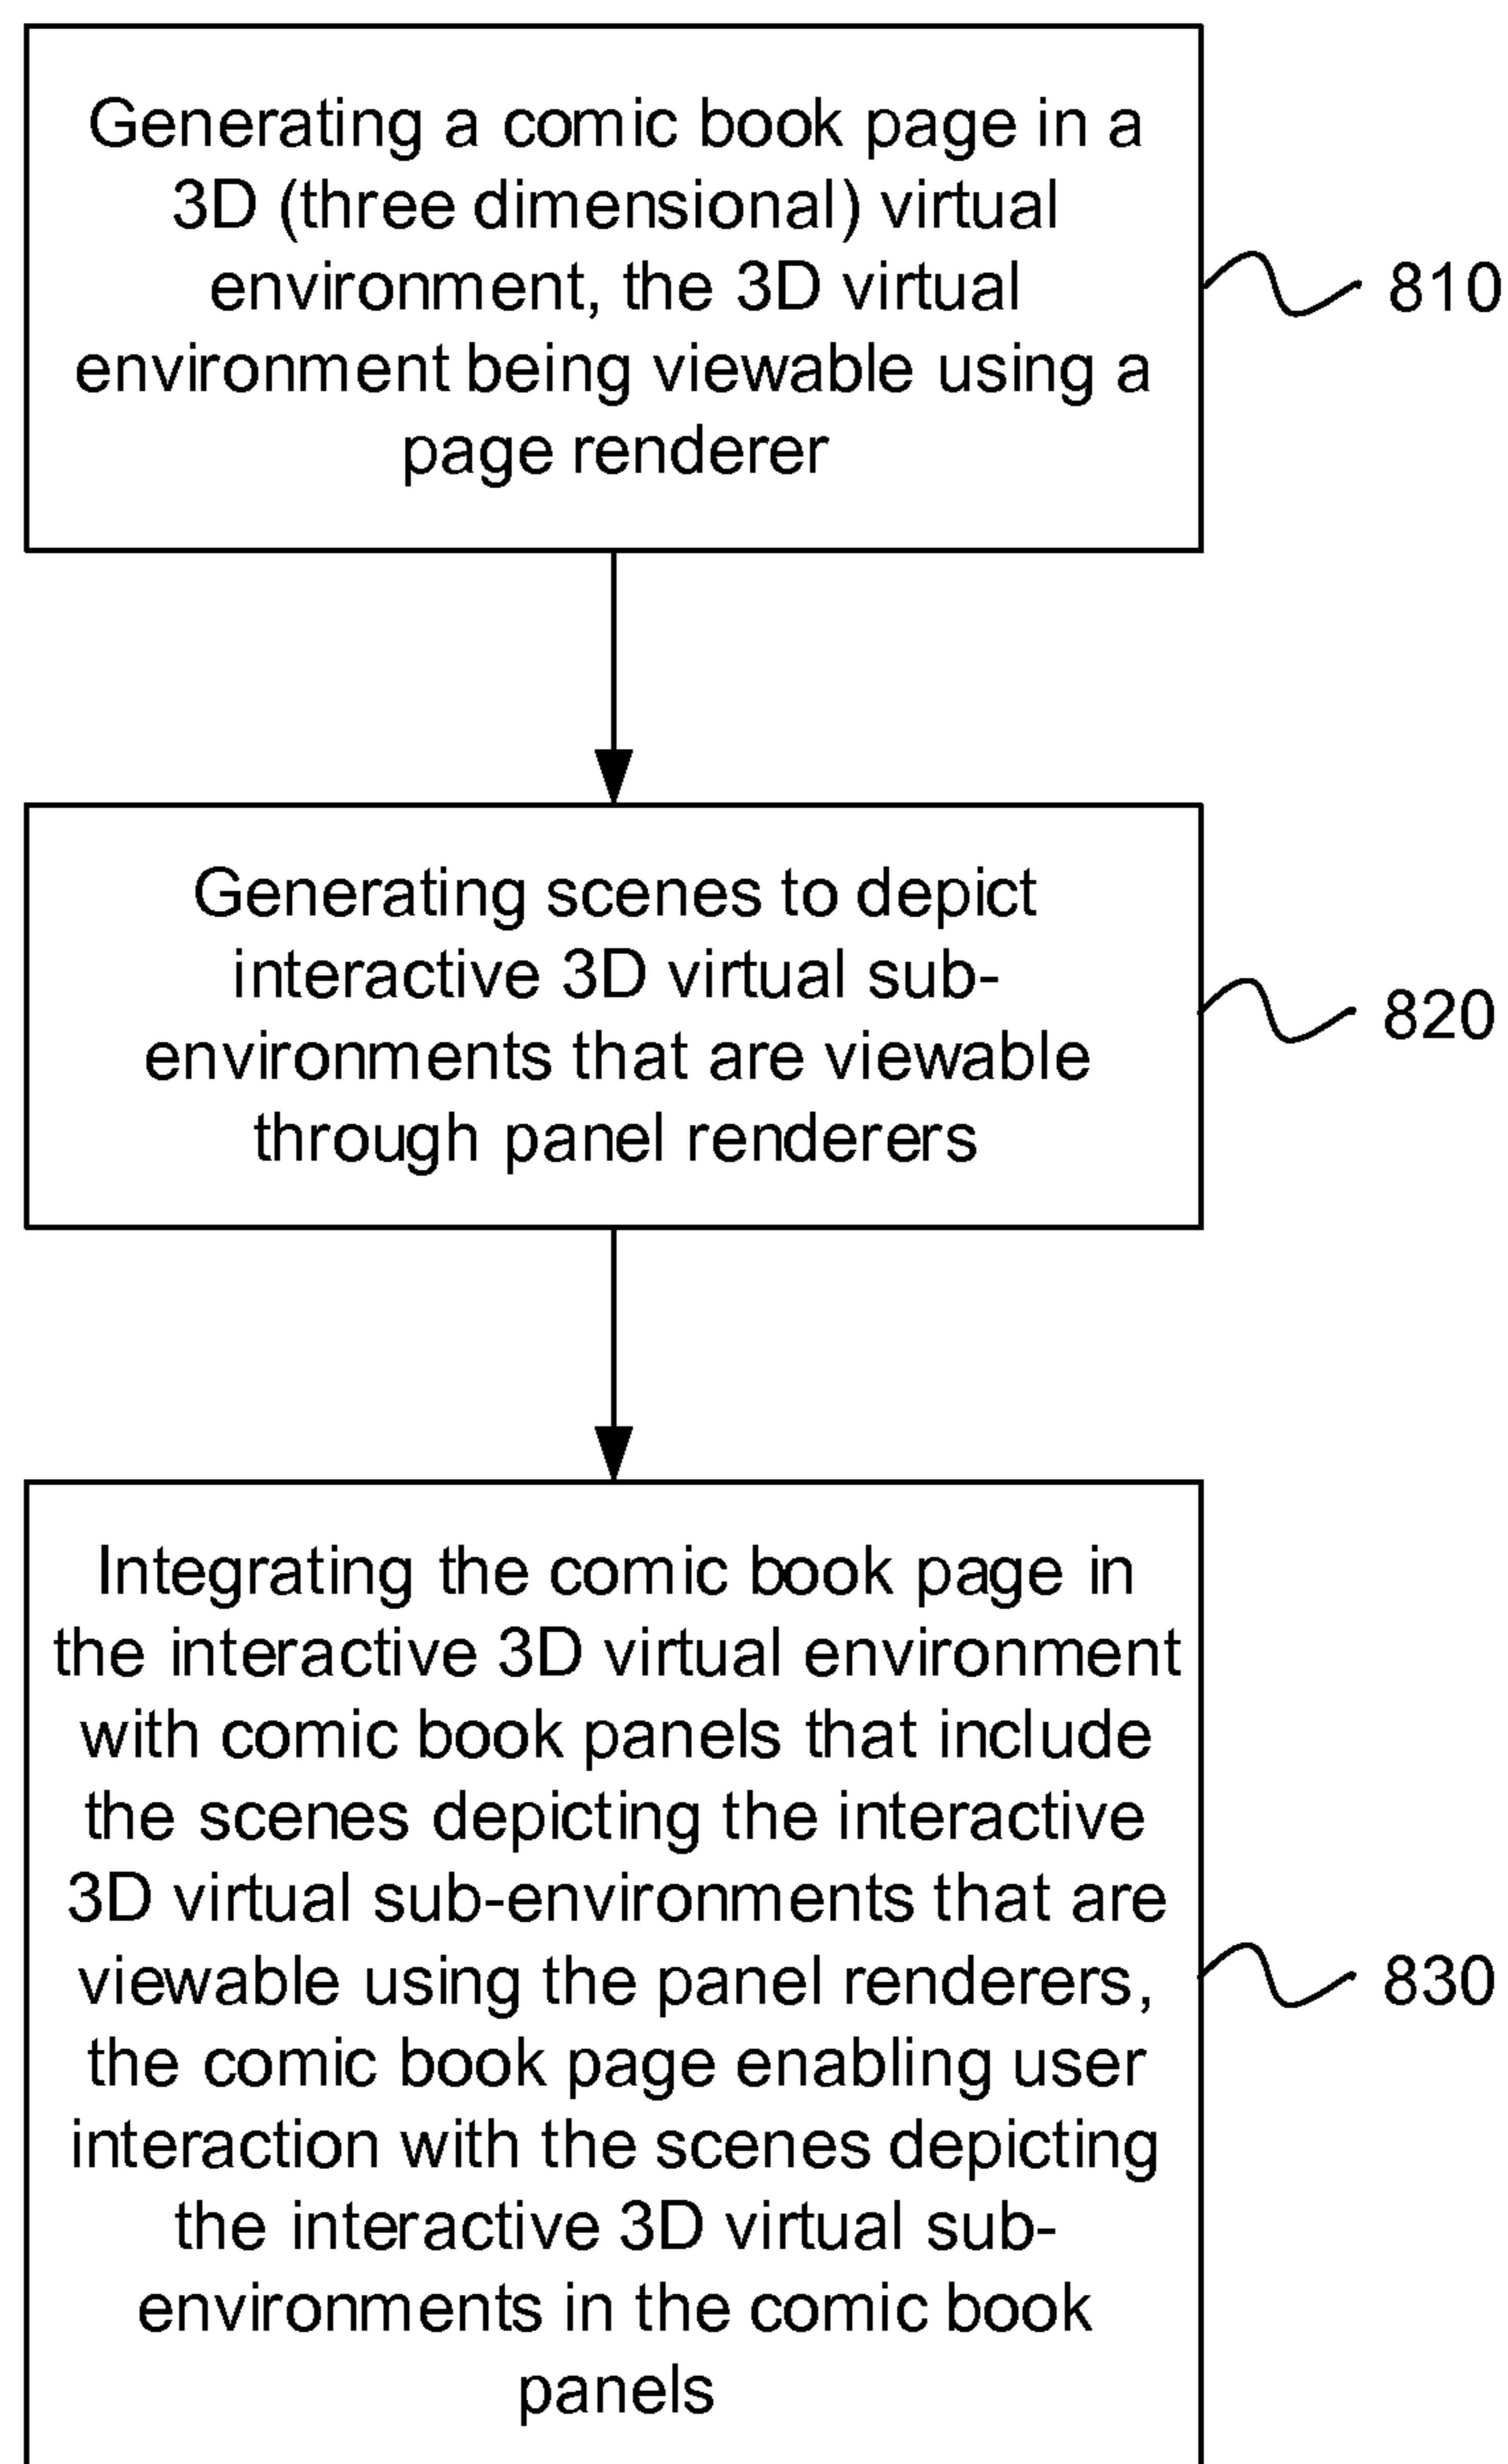 Generating a comic book page in a
3D (three dimensional) virtual
environment, the 3D virtual
environment being viewable using a
page renderer
810
Generating scenes to depict
interactive 3D virtual sub-
environments that are viewable
through panel renderers
820
Integrating the comic book page in
the interactive 3D virtual environment
with comic book panels that include
the scenes depicting the interactive
3D virtual sub-environments that are
viewable using the panel renderers,
the comic book page enabling user
interaction with the scenes depicting
the interactive 3D virtual sub-
environments in the comic book
panels
830